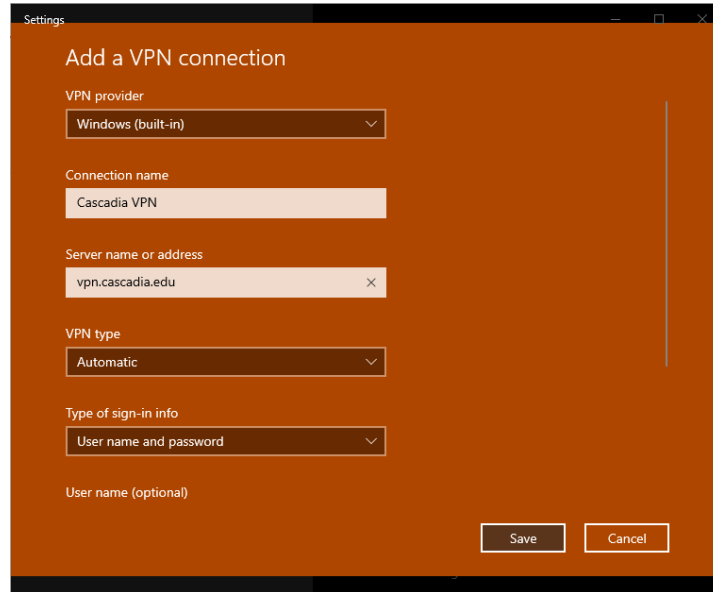 Settings
Add a VPN connection
VPN provider
Windows (built-in)
Connection name
Cascadia VPN
Server name or address
vpn.cascadia.edu
VPN type
Automatic
Type of sign-in info
User name and password
User name (optional)
Save Cancel